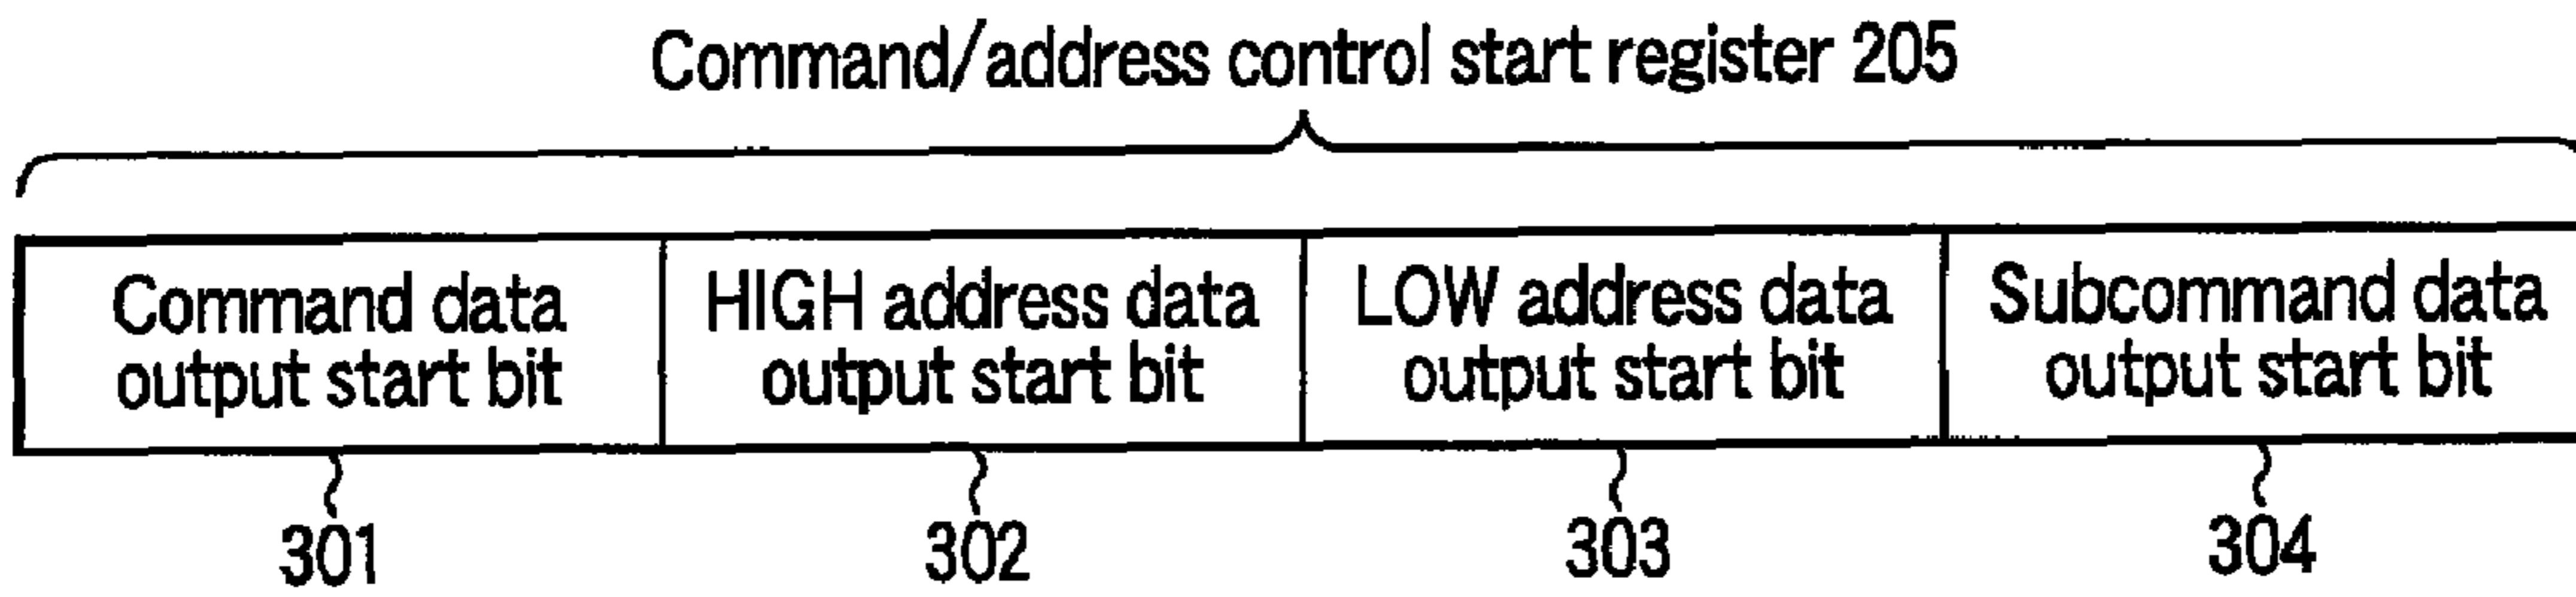 Command/address control start register 205
Command data
output start bit
HIGH address data
output start bit
LOW address data
output start bit
Subcommand data
output start bit
301
302
303
304